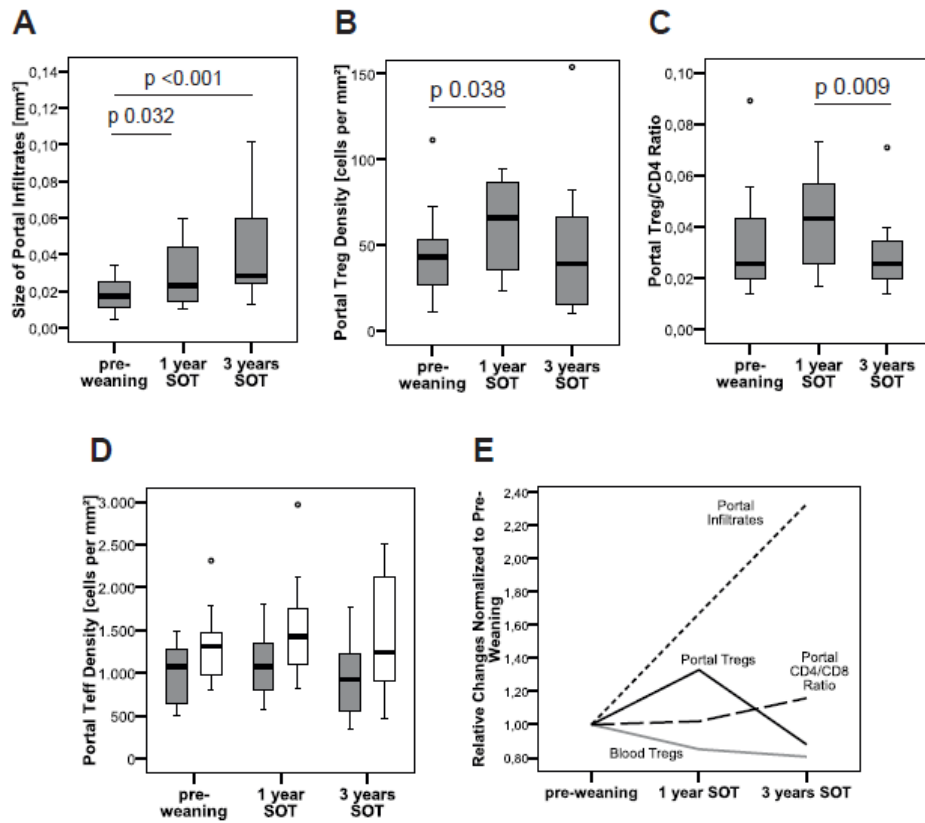 A
Size of Portal Infiltrates [mm²]
0,14
0,12
0,10
0,08
0,06
0,04
0,02
0,00
p <0.001
p 0.032
pre-
weaning
1 year
SOT
3 years
SOT
B
Portal Treg Density [cells per mm²]
150
100
50
0
p 0.038
pre-
weaning
1 year
SOT
3 years
SOT
C
Portal Treg/CD4 Ratio
0,10
0,08
0,06
0,04
0,02
0,00
p 0.009
pre-
weaning
1 year
SOT
3 years
SOT
D
Portal Teff Density [cells per mm²]
3.000
2.500
2.000
1.500
1.000
500
0
pre-
weaning
1 year
SOT
3 years
SOT
E
Relative Changes Normalized to Pre-
Weaning
2,40
2,20
2,00
1,80
1,60
1,40
1,20
1,00
0,80
Portal
Infiltrates
Portal Tregs
Portal
CD4/CD8
Ratio
Blood Tregs
pre-weaning
1 year SOT
3 years SOT